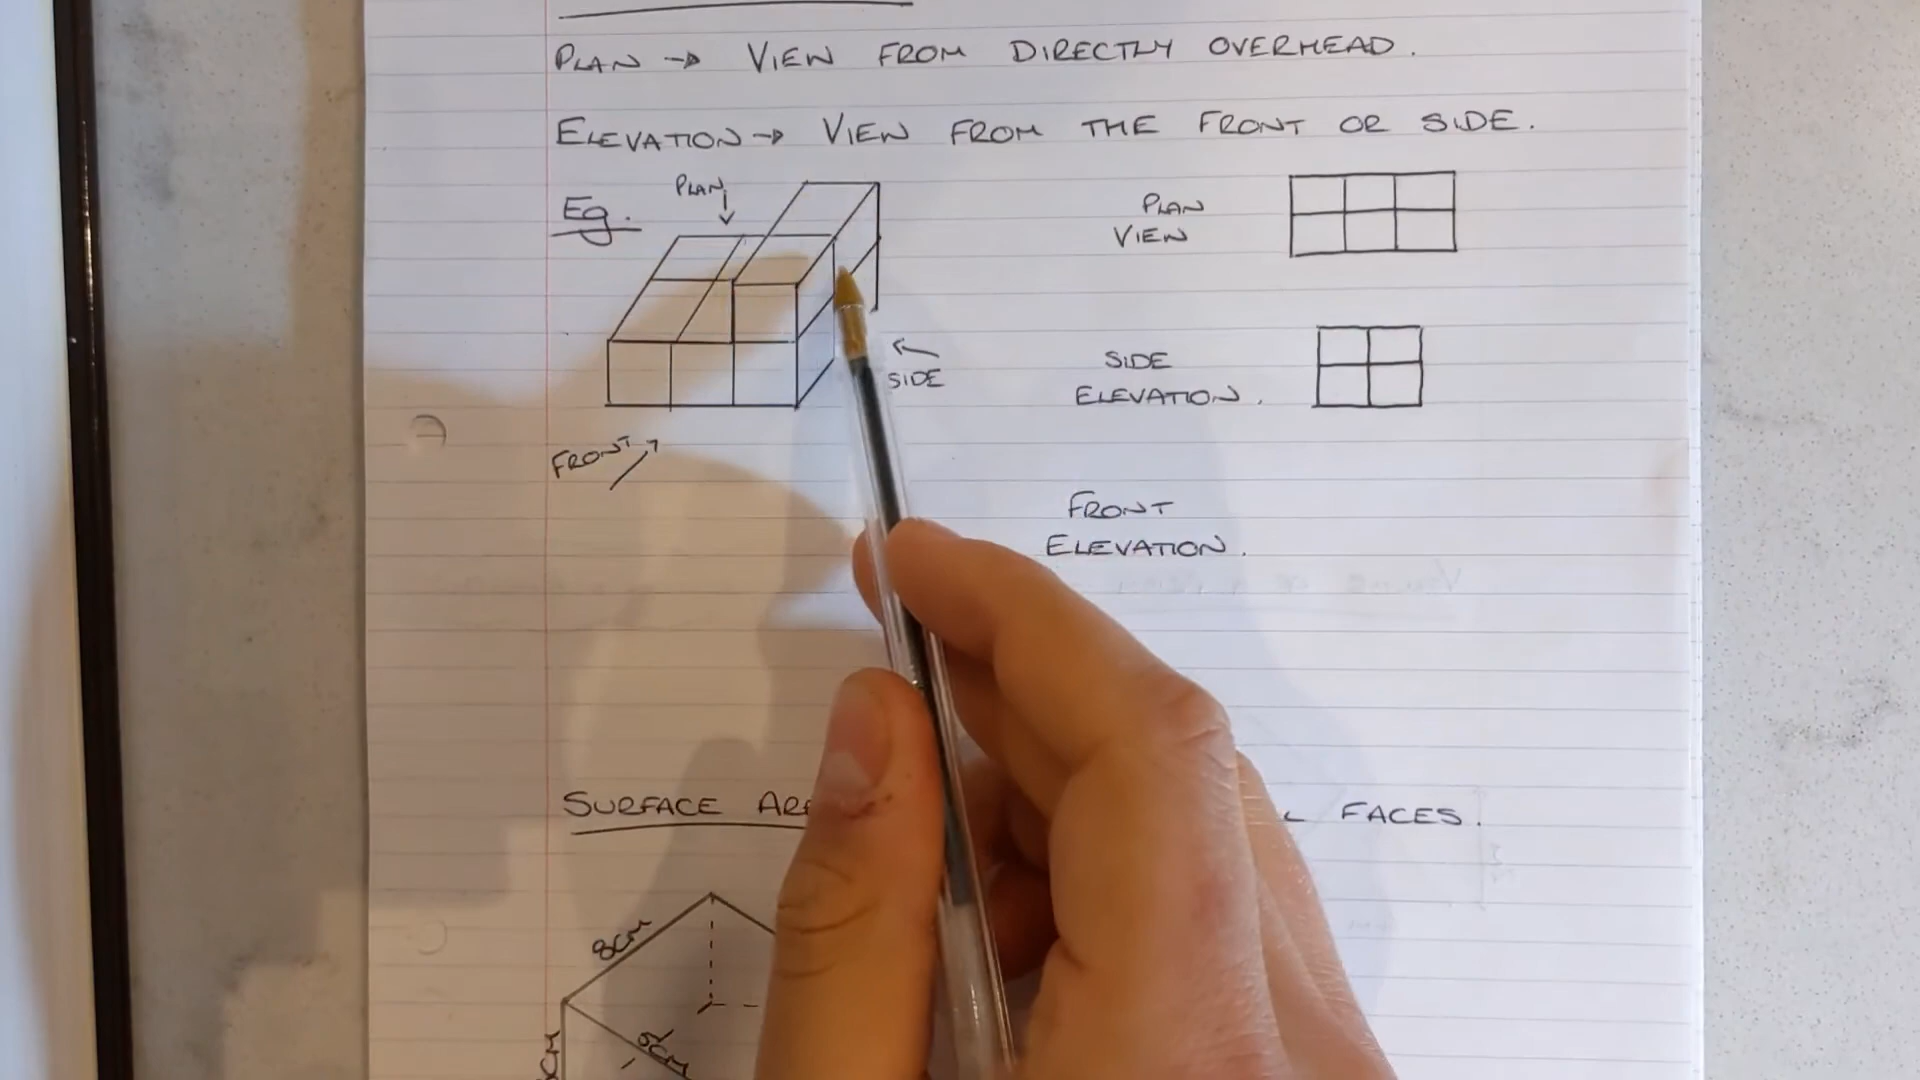 PLAN → VIEW FROM DIRECTLY OVERHEAD.
ELEVATION → VIEW FROM THE FRONT OR SIDE.
Eg.
PLAN
SIDE
FRONT
PLAN
VIEW
SIDE
ELEVATION.
FRONT
ELEVATION.
SURFACE FACES.
8CM
CM